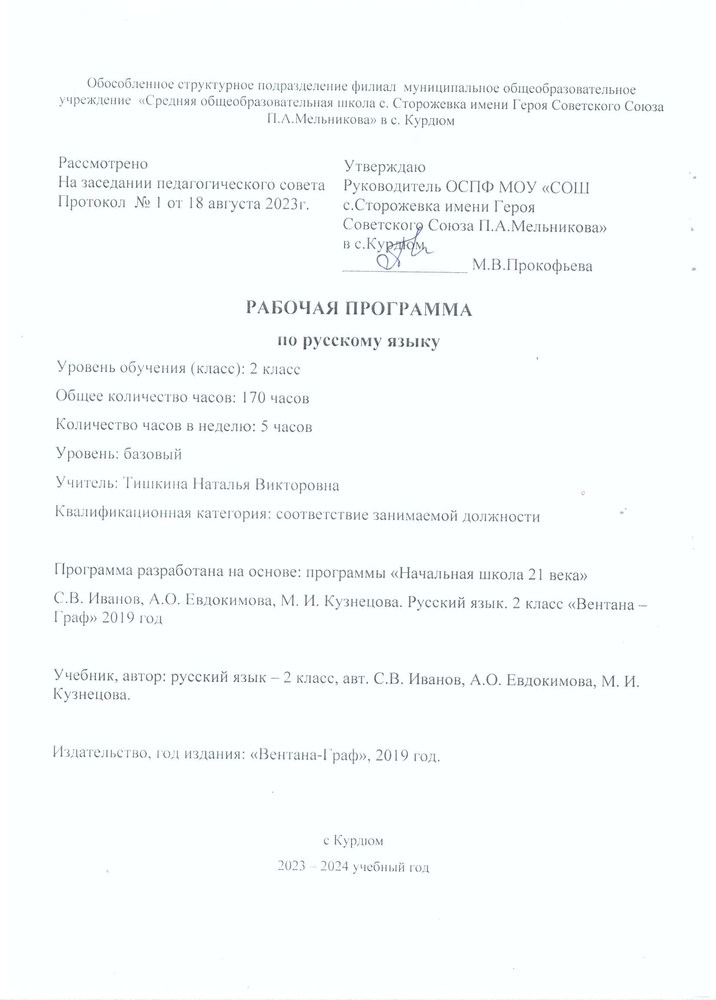 Обособленное структурное подразделение филиал муниципальное общеобразовательное
учреждение «Средняя общеобразовательная школа с. Сторожевка имени Героя Советского Союза
П.А.Мельникова» в с. Курдюм
Рассмотрено
На заседании педагогического совета
Протокол № 1 от 18 августа 2023г.
Утверждаю
Руководитель ОСПФ МОУ «СОШ
с.Сторожевка имени Героя
Советского Союза П.А.Мельникова»
в с.Курдюм
_______________ М.В.Прокофьева
РАБОЧАЯ ПРОГРАММА
по русскому языку
Уровень обучения (класс): 2 класс
Общее количество часов: 170 часов
Количество часов в неделю: 5 часов
Уровень: базовый
Учитель: Тишкина Наталья Викторовна
Квалификационная категория: соответствие занимаемой должности
Программа разработана на основе: программы «Начальная школа 21 века»
С.В. Иванов, А.О. Евдокимова, М. И. Кузнецова. Русский язык. 2 класс «Вентана –
Граф» 2019 год
Учебник, автор: русский язык – 2 класс, авт. С.В. Иванов, А.О. Евдокимова, М. И.
Кузнецова.
Издательство, год издания: «Вентана-Граф», 2019 год.
с Курдюм
2023 – 2024 учебный год